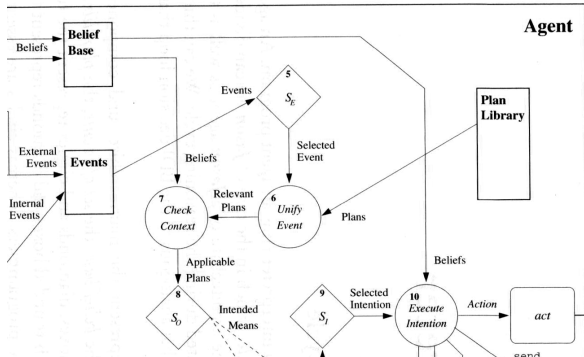 Agent
Belief
Base
Beliefs
5
S_E
Events
Plan
Library
Selected
Event
External
Events
Events
Beliefs
Internal
Events
7
Check
Context
Relevant
Plans
6
Unify
Event
Plans
Applicable
Plans
Beliefs
8
S_O
Intended
Means
9
S_I
Selected
Intention
10
Execute
Intention
Action
act
send